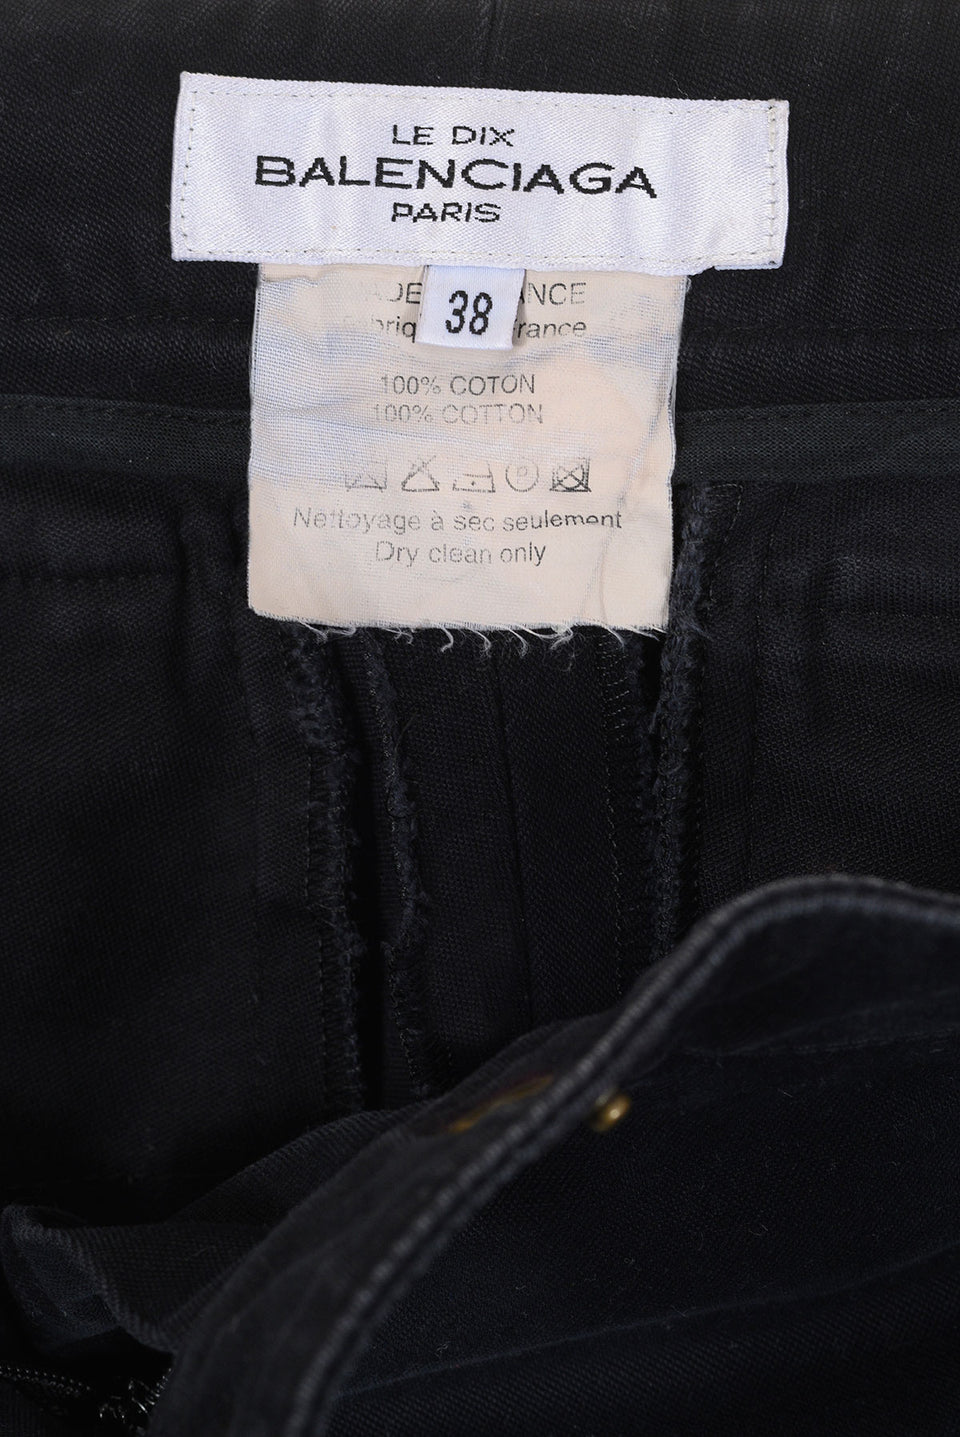 LE DIX
BALENCIAGA
PARIS
38
100% COTON
100% COTTON
P
Nettoyage à sec seulement
Dry clean only